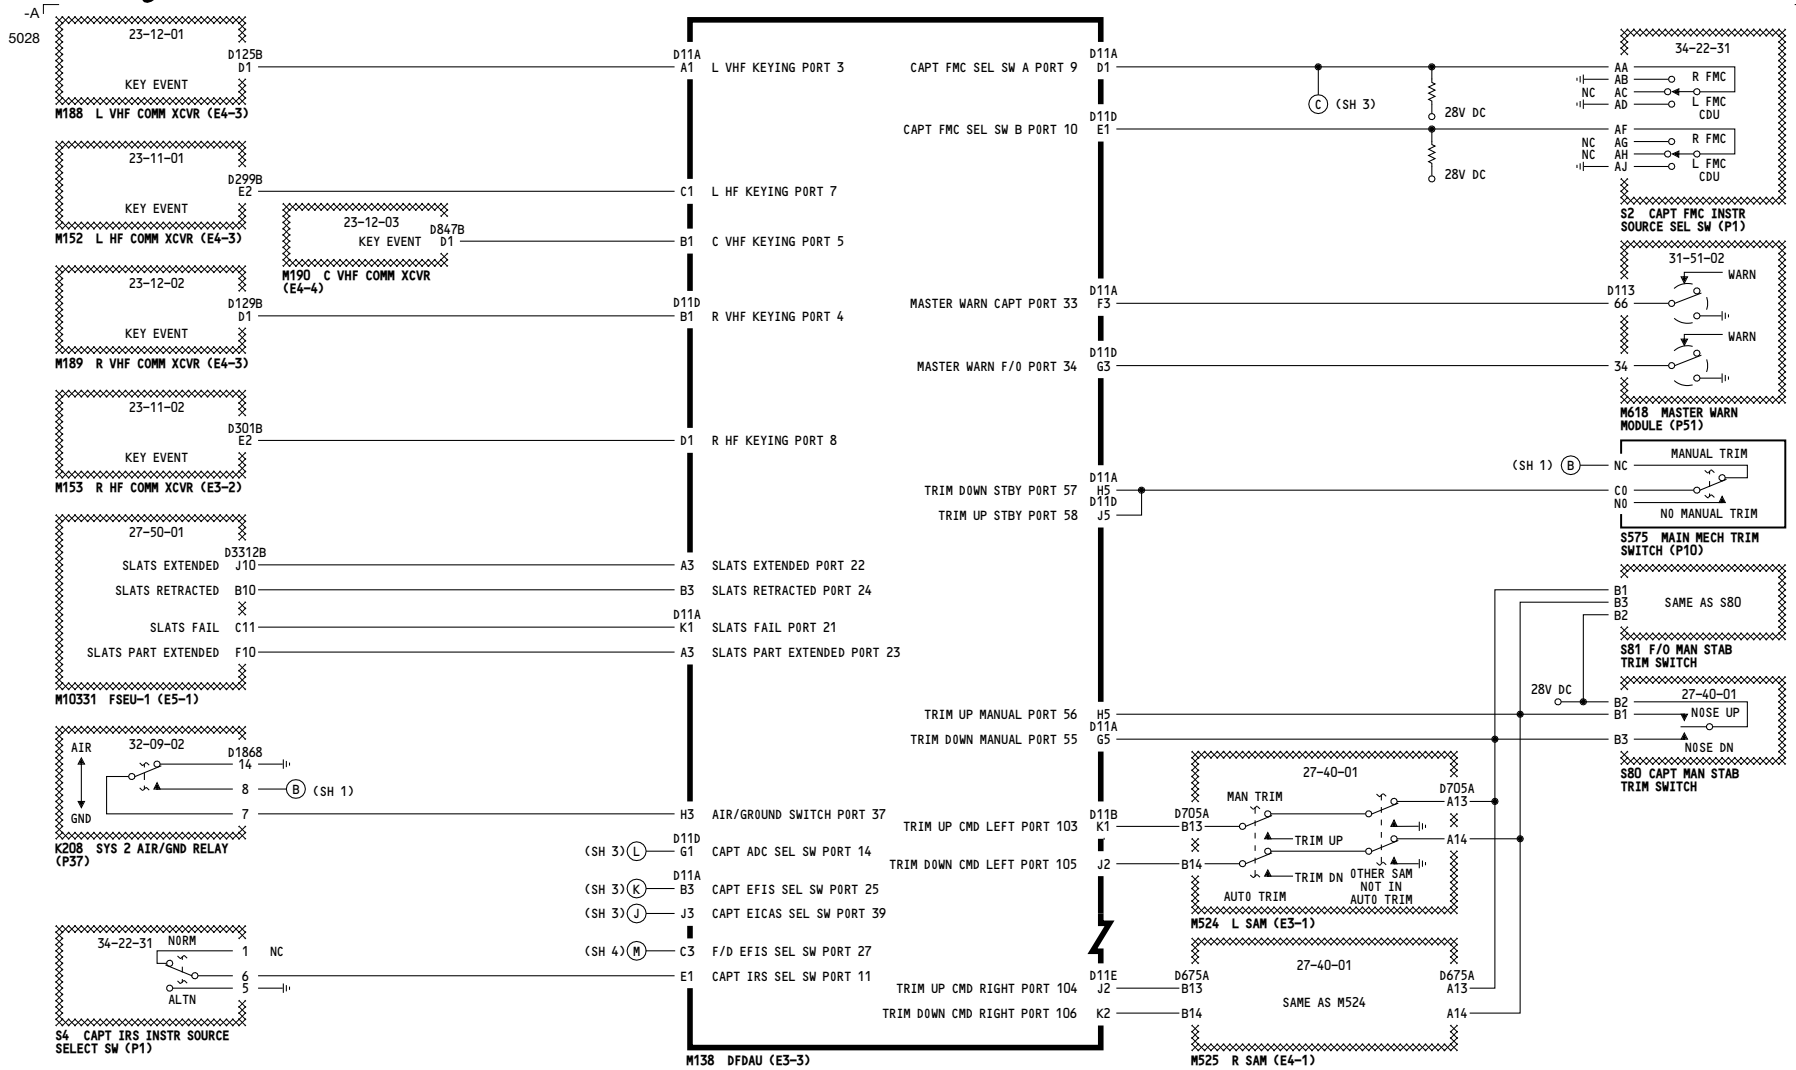 -A
5028
23-12-01
D125B
D1
KEY EVENT
M188 L VHF COMM XCVR (E4-3)
23-11-01
D299B
E2
KEY EVENT
M152 L HF COMM XCVR (E4-3)
23-12-03
D847B
KEY EVENT D1
M190 C VHF COMM XCVR
(E4-4)
23-12-02
D129B
D1
KEY EVENT
M189 R VHF COMM XCVR (E4-3)
23-11-02
D301B
E2
KEY EVENT
M153 R HF COMM XCVR (E3-2)
27-50-01
D3312B
SLATS EXTENDED J10
SLATS RETRACTED B10
SLATS FAIL C11
SLATS PART EXTENDED F10
M10331 FSEU-1 (E5-1)
AIR
32-09-02
D1868
14
8
B (SH 1)
7
GND
K208 SYS 2 AIR/GND RELAY
(P37)
34-22-31
NORM
1 NC
6
5
ALTN
S4 CAPT IRS INSTR SOURCE
SELECT SW (P1)
D11A
A1 L VHF KEYING PORT 3
C1 L HF KEYING PORT 7
B1 C VHF KEYING PORT 5
D11D
B1 R VHF KEYING PORT 4
D1 R HF KEYING PORT 8
A3 SLATS EXTENDED PORT 22
B3 SLATS RETRACTED PORT 24
D11A
K1 SLATS FAIL PORT 21
A3 SLATS PART EXTENDED PORT 23
H3 AIR/GROUND SWITCH PORT 37
D11D
(SH 3) L G1 CAPT ADC SEL SW PORT 14
D11A
(SH 3) K B3 CAPT EFIS SEL SW PORT 25
(SH 3) J J3 CAPT EICAS SEL SW PORT 39
(SH 4) M C3 F/D EFIS SEL SW PORT 27
E1 CAPT IRS SEL SW PORT 11
M138 DFDAU (E3-3)
D11A
CAPT FMC SEL SW A PORT 9 D1
D11D
CAPT FMC SEL SW B PORT 10 E1
D11A
MASTER WARN CAPT PORT 33 F3
D11D
MASTER WARN F/O PORT 34 G3
D11A
TRIM DOWN STBY PORT 57 H5
D11D
TRIM UP STBY PORT 58 J5
TRIM UP MANUAL PORT 56 H5
D11A
TRIM DOWN MANUAL PORT 55 G5
D11B
TRIM UP CMD LEFT PORT 103 K1
TRIM DOWN CMD LEFT PORT 105 J2
D11E
TRIM UP CMD RIGHT PORT 104 J2
TRIM DOWN CMD RIGHT PORT 106 K2
C (SH 3)
28V DC
28V DC
34-22-31
AA
AB
R FMC
NC AC
AD
L FMC
CDU
AF
NC AG
R FMC
NC AH
AJ
L FMC
CDU
S2 CAPT FMC INSTR
SOURCE SEL SW (P1)
31-51-02
WARN
D113
66
WARN
34
M618 MASTER WARN
MODULE (P51)
MANUAL TRIM
(SH 1) B NC
CO
NO
NO MANUAL TRIM
S575 MAIN MECH TRIM
SWITCH (P10)
B1
B3
SAME AS S80
B2
S81 F/O MAN STAB
TRIM SWITCH
28V DC
27-40-01
B2
B1
NOSE UP
B3
NOSE DN
S80 CAPT MAN STAB
TRIM SWITCH
27-40-01
D705A
MAN TRIM
D705A
A13
B13
TRIM UP
A14
B14
TRIM DN
OTHER SAM
NOT IN
AUTO TRIM
AUTO TRIM
M524 L SAM (E3-1)
27-40-01
D675A
D675A
B13
A13
SAME AS M524
B14
A14
M525 R SAM (E4-1)